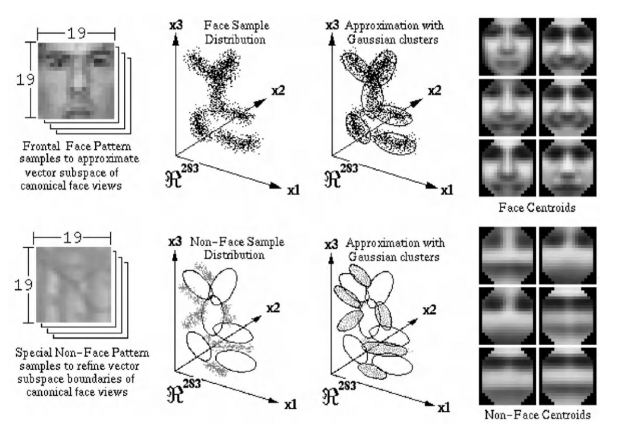 19
19
Frontal Face Pattern
samples to approximate
vector subspace of
canonical face views
x3
Face Sample
Distribution
x2
ℜ283
x1
x3
Approximation with
Gaussian clusters
x2
ℜ283
x1
Face Centroids
19
19
Special Non-Face Pattern
samples to refine vector
subspace boundaries of
canonical face views
x3
Non-Face Sample
Distribution
x2
ℜ283
x1
x3
Approximation with
Gaussian clusters
x2
ℜ283
x1
Non-Face Centroids